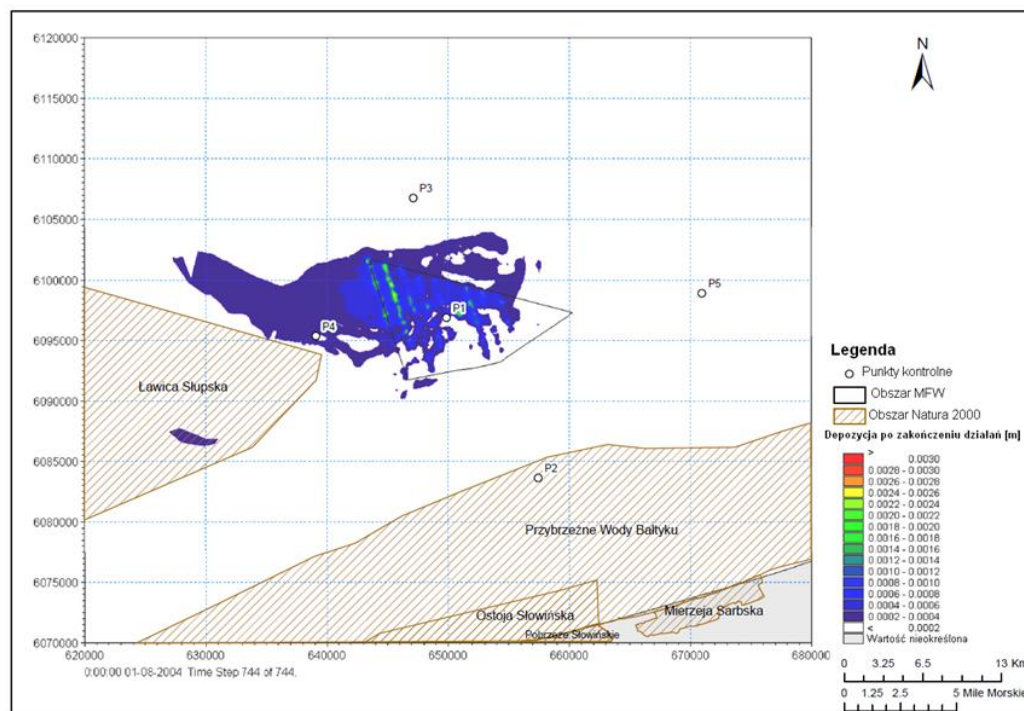 N
6120000
6115000
6110000
6105000
6100000
6095000
6090000
6085000
6080000
6075000
6070000
620000
630000
640000
650000
660000
670000
680000
P3
P5
P1
P4
P2
Ławica Słupska
Przybrzeżne Wody Bałtyku
Ostoja Słowińska
Mierzeja Sarbska
Pobrzeże Słowińskie
0:00:00 01-08-2004 Time Step 744 of 744.
Legenda
Punkty kontrolne
Obszar MFW
Obszar Natura 2000
Depozycja po zakończeniu działań [m]
> 0.0030
0.0028 - 0.0030
0.0026 - 0.0028
0.0024 - 0.0026
0.0022 - 0.0024
0.0020 - 0.0022
0.0018 - 0.0020
0.0016 - 0.0018
0.0014 - 0.0016
0.0012 - 0.0014
0.0010 - 0.0012
0.0008 - 0.0010
0.0006 - 0.0008
0.0004 - 0.0006
0.0002 - 0.0004
< 0.0002
Wartość nieokreślona
0 3.25 6.5 13 Km
0 1.25 2.5 5 Mile Morskie